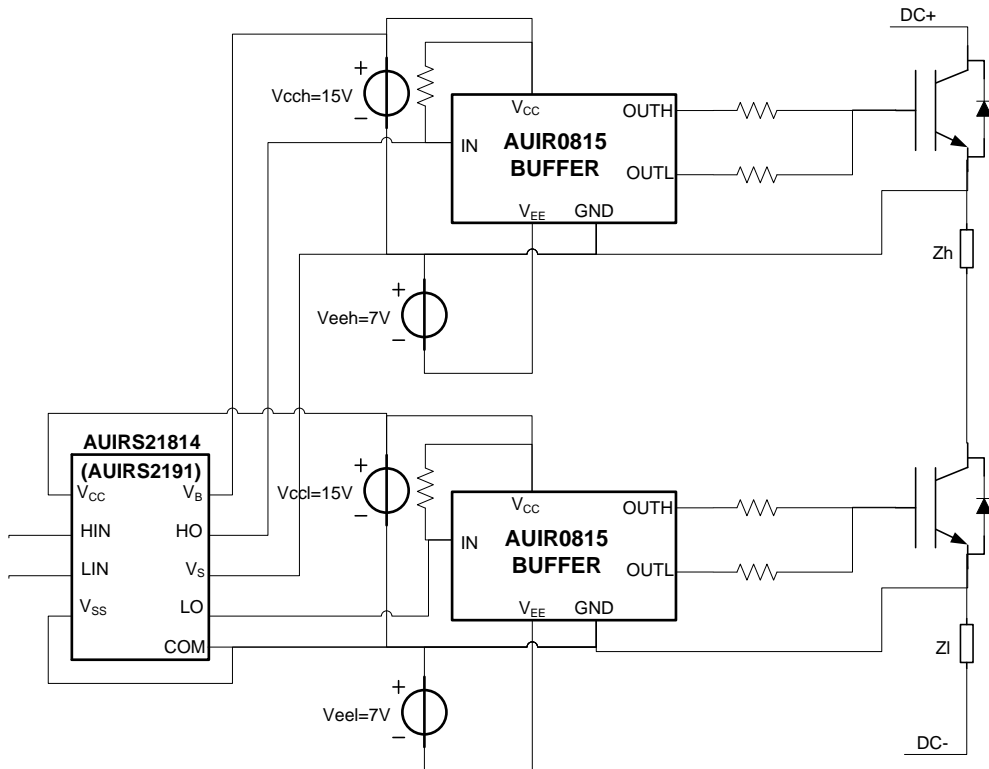 DC+
+
Vcch=15V
−
VCC
OUTH
IN
AUIR0815
BUFFER
OUTL
VEE
GND
Zh
+
Veeh=7V
−
AUIRS21814
(AUIRS2191)
VCC
VB
HIN
HO
LIN
VS
VSS
LO
COM
+
Vccl=15V
−
VCC
OUTH
IN
AUIR0815
BUFFER
OUTL
VEE
GND
Zl
+
Veel=7V
−
DC-